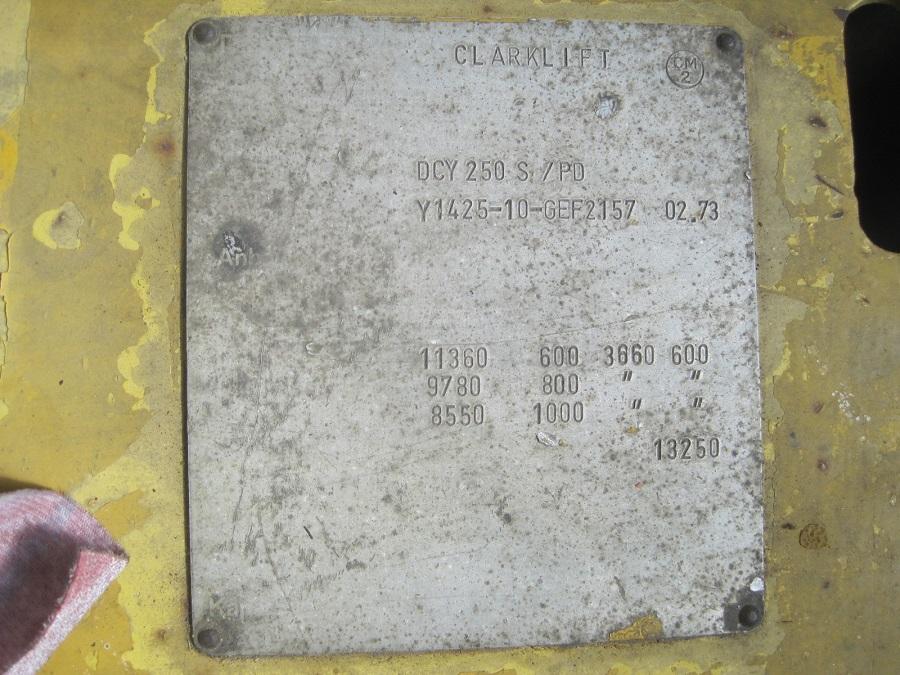 CLARKLIFT
CM
2
DCY 250 S /PD
Y1425-10-GEF2157 02.73
11360 600 3660 600
9780 800 " "
8550 1000 " "
13250